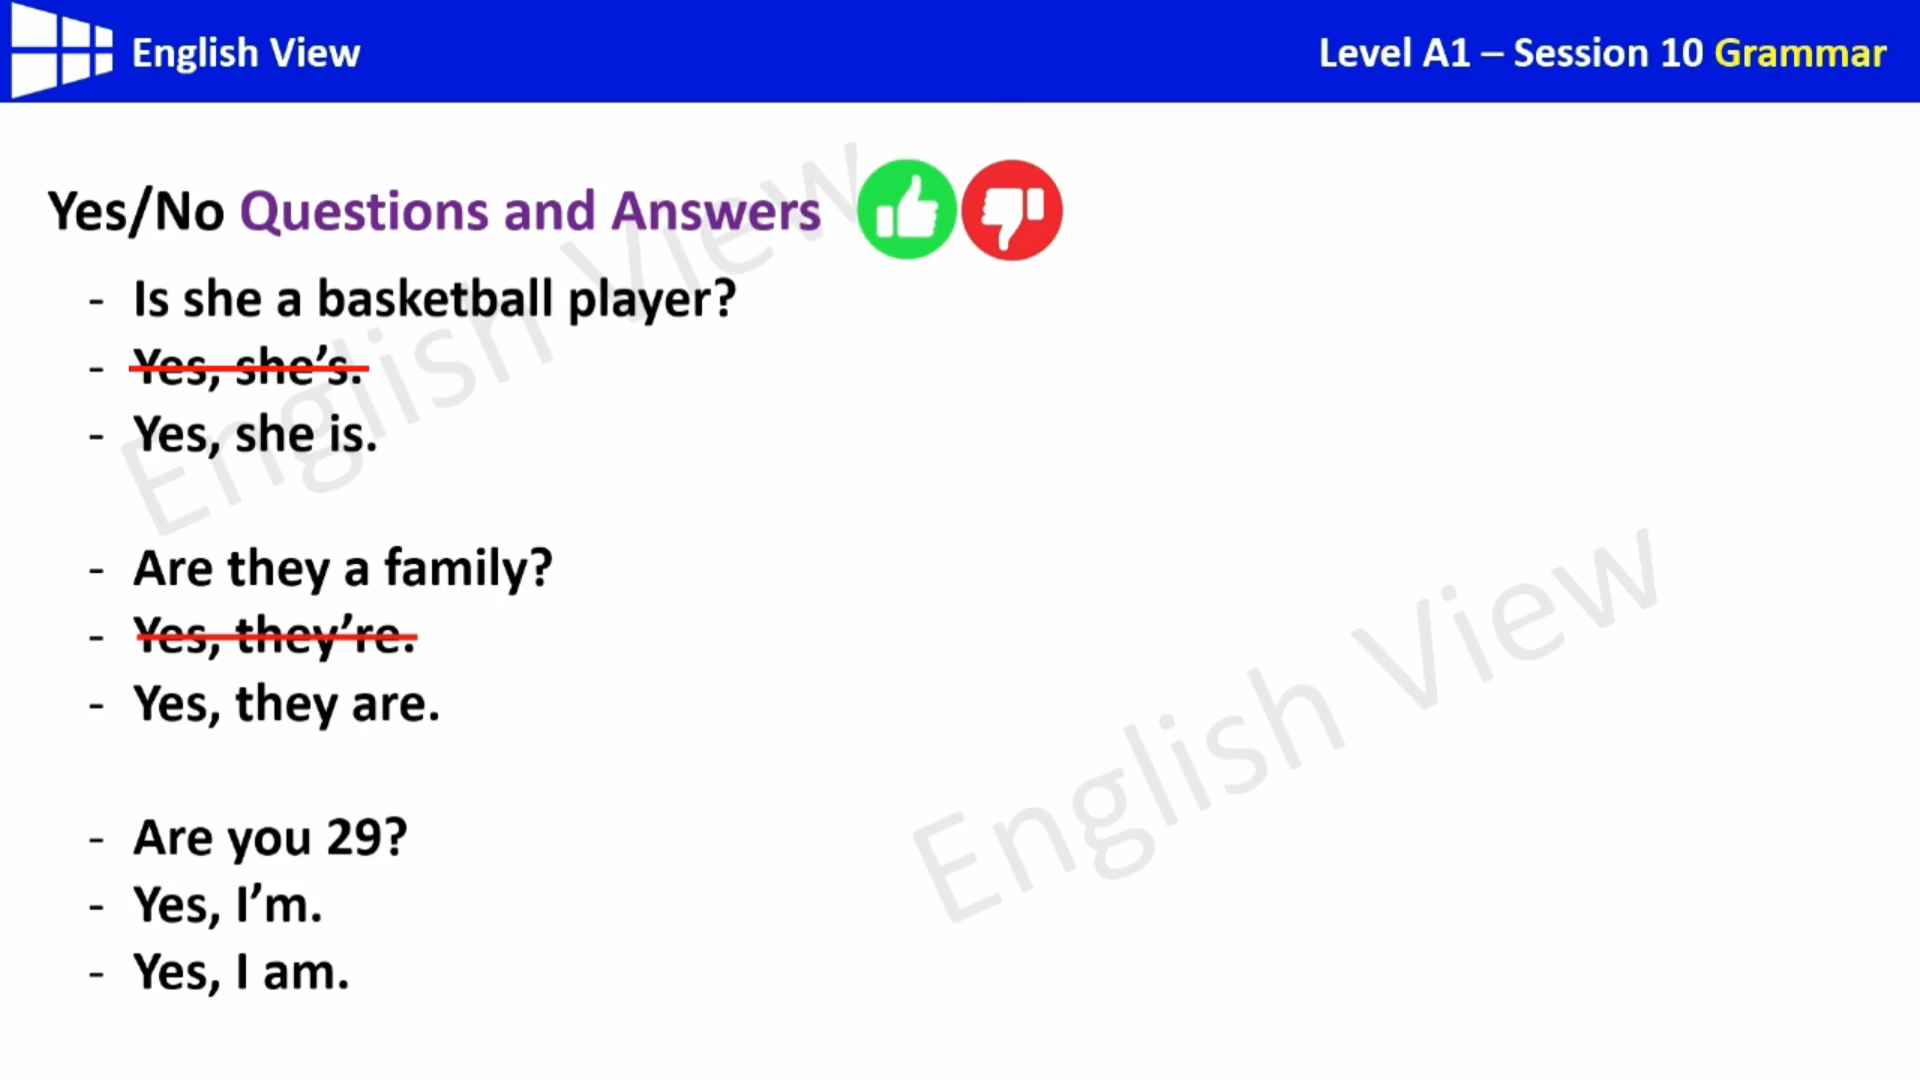 English View
Level A1 – Session 10 Grammar
Yes/No Questions and Answers
- Is she a basketball player?
- Yes, she’s.
- Yes, she is.
- Are they a family?
- Yes, they’re.
- Yes, they are.
- Are you 29?
- Yes, I’m.
- Yes, I am.
English View
English View